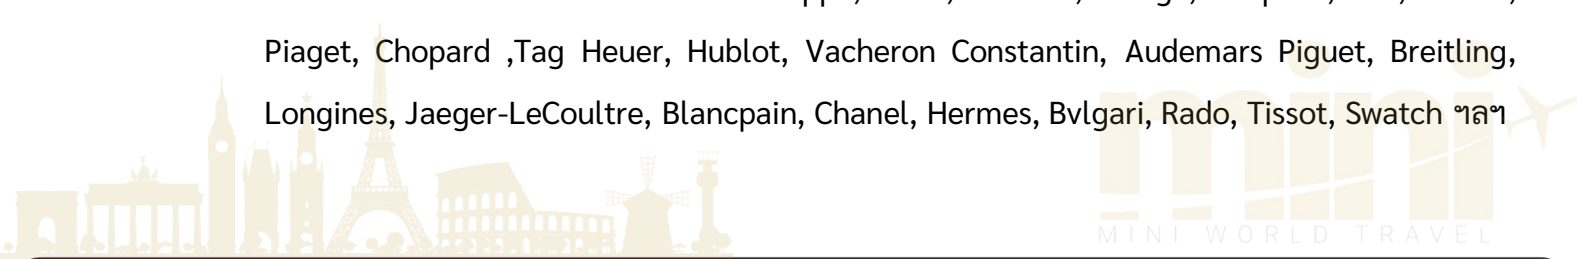 Piaget, Chopard ,Tag Heuer, Hublot, Vacheron Constantin, Audemars Piguet, Breitling,
Longines, Jaeger-LeCoultre, Blancpain, Chanel, Hermes, Bvlgari, Rado, Tissot, Swatch ฯลฯ
mini
MINI WORLD TRAVEL